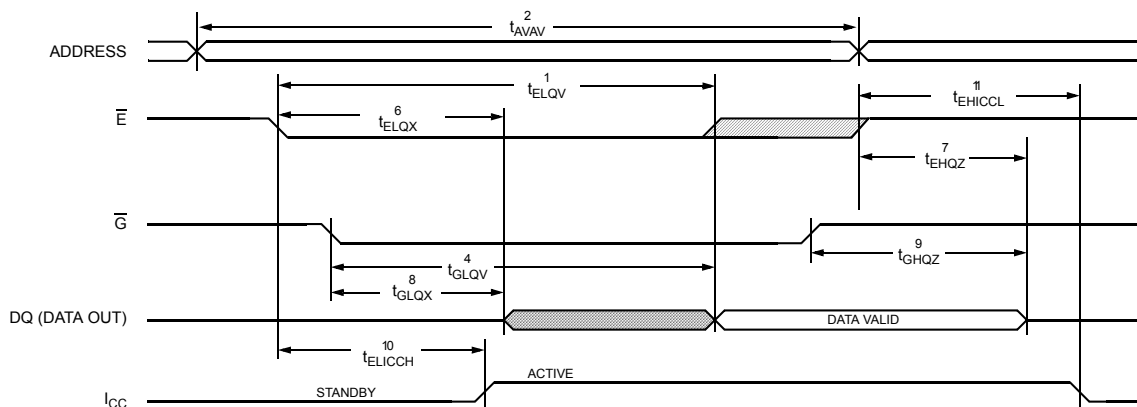 2
tAVAV
ADDRESS
1
tELQV
11
tEHICCL
6
tELQX
E
7
tEHQZ
G
9
tGHQZ
4
tGLQV
8
tGLQX
DQ (DATA OUT)
DATA VALID
10
tELICCH
ACTIVE
STANDBY
ICC